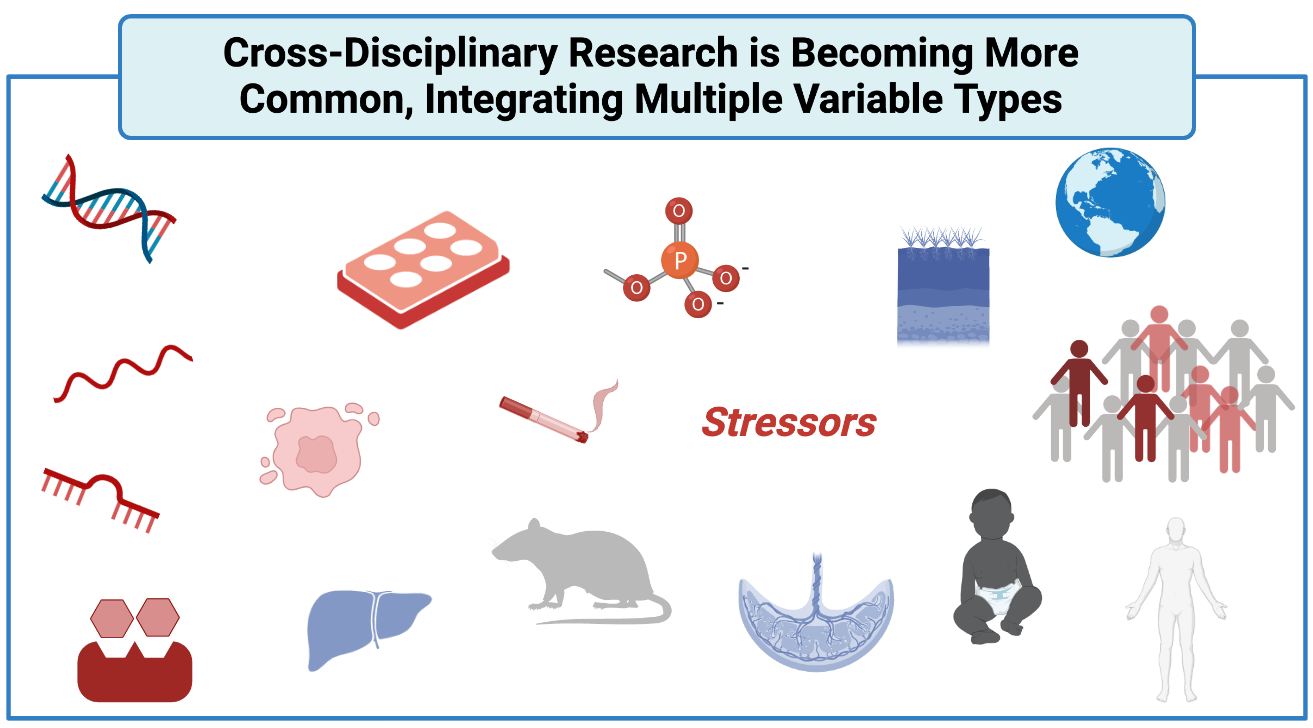 Cross-Disciplinary Research is Becoming More
Common, Integrating Multiple Variable Types
O
P
O
O -
O -
Stressors